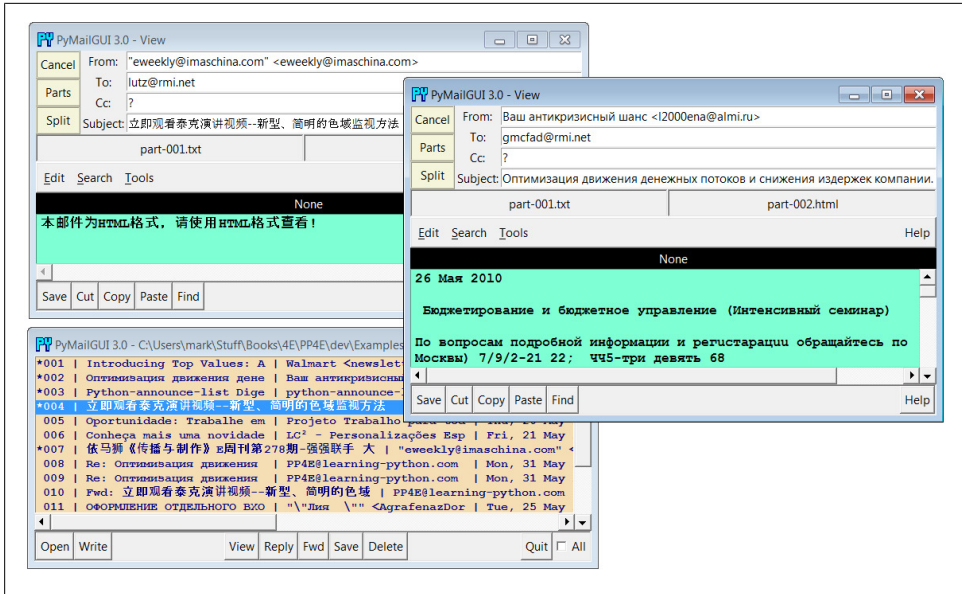 PyMailGUI 3.0 - View
Cancel From: "eweekly@imaschina.com" <eweekly@imaschina.com>
Parts To: lutz@rmi.net
Cc: ?
Split Subject: 立即观看泰克演讲视频--新型、简明的色域监视方法
part-001.txt
Edit Search Tools
None
本邮件为HTML格式，请使用HTML格式查看！
Save Cut Copy Paste Find
PyMailGUI 3.0 - View
Cancel From: Ваш антикризисный шанс <l2000ena@almi.ru>
Parts To: gmcfad@rmi.net
Cc: ?
Split Subject: Оптимизация движения денежных потоков и снижения издержек компании.
part-001.txt part-002.html
Edit Search Tools Help
None
26 Мая 2010
Бюджетирование и бюджетное управление (Интенсивный семинар)
По вопросам подробной информации и регистрации обращайтесь по
Москвы) 7/9/2-21 22; ЧЧ5-три девять 68
Save Cut Copy Paste Find Help
PyMailGUI 3.0 - C:\Users\mark\Stuff\Books\4E\PP4E\dev\Examples
*001 | Introducing Top Values: A | Walmart <newslet
*002 | Оптимизация движения дене | Ваш антикризисны
*003 | Python-announce-list Dige | python-announce-
*004 | 立即观看泰克演讲视频--新型、简明的色域监视方法
005 | Oportunidade: Trabalhe em | Projeto Trabalho
006 | Conheça mais uma novidade | LC² - Personalizações Esp | Fri, 21 May
*007 | 依马狮《传播与制作》E周刊第278期-强强联手 大 | "eweekly@imaschina.com" <
008 | Re: Оптимизация движения | PP4E@learning-python.com | Mon, 31 May
009 | Re: Оптимизация движения | PP4E@learning-python.com | Mon, 31 May
010 | Fwd: 立即观看泰克演讲视频--新型、简明的色域 | PP4E@learning-python.com
011 | ОФОРМЛЕНИЕ ОТДЕЛЬНОГО ВХО | "\"Лия \"" <AgrafenazDor | Tue, 25 May
Open Write View Reply Fwd Save Delete Quit All